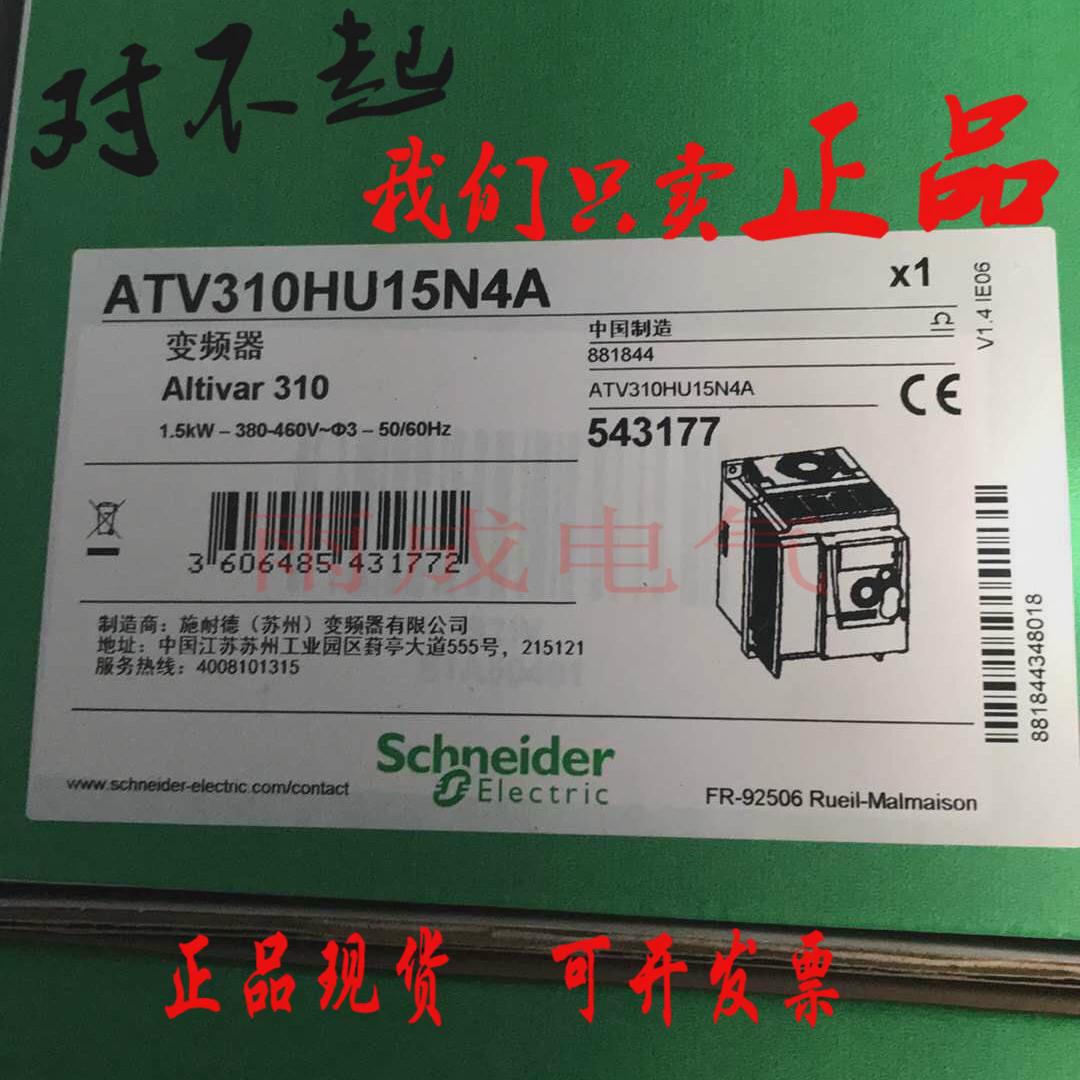 对不起
我们只卖正品
ATV310HU15N4A
x1
变频器
Altivar 310
1.5kW – 380-460V~Φ3 – 50/60Hz
中国制造
881844
ATV310HU15N4A
543177
CE
V1.4 IE06
3 606485 431772
雨成电气
制造商：施耐德（苏州）变频器有限公司
地址：中国江苏苏州工业园区葑亭大道555号，215121
服务热线：4008101315
881844348018
Schneider
Electric
www.schneider-electric.com/contact
FR-92506 Rueil-Malmaison
正品现货 可开发票